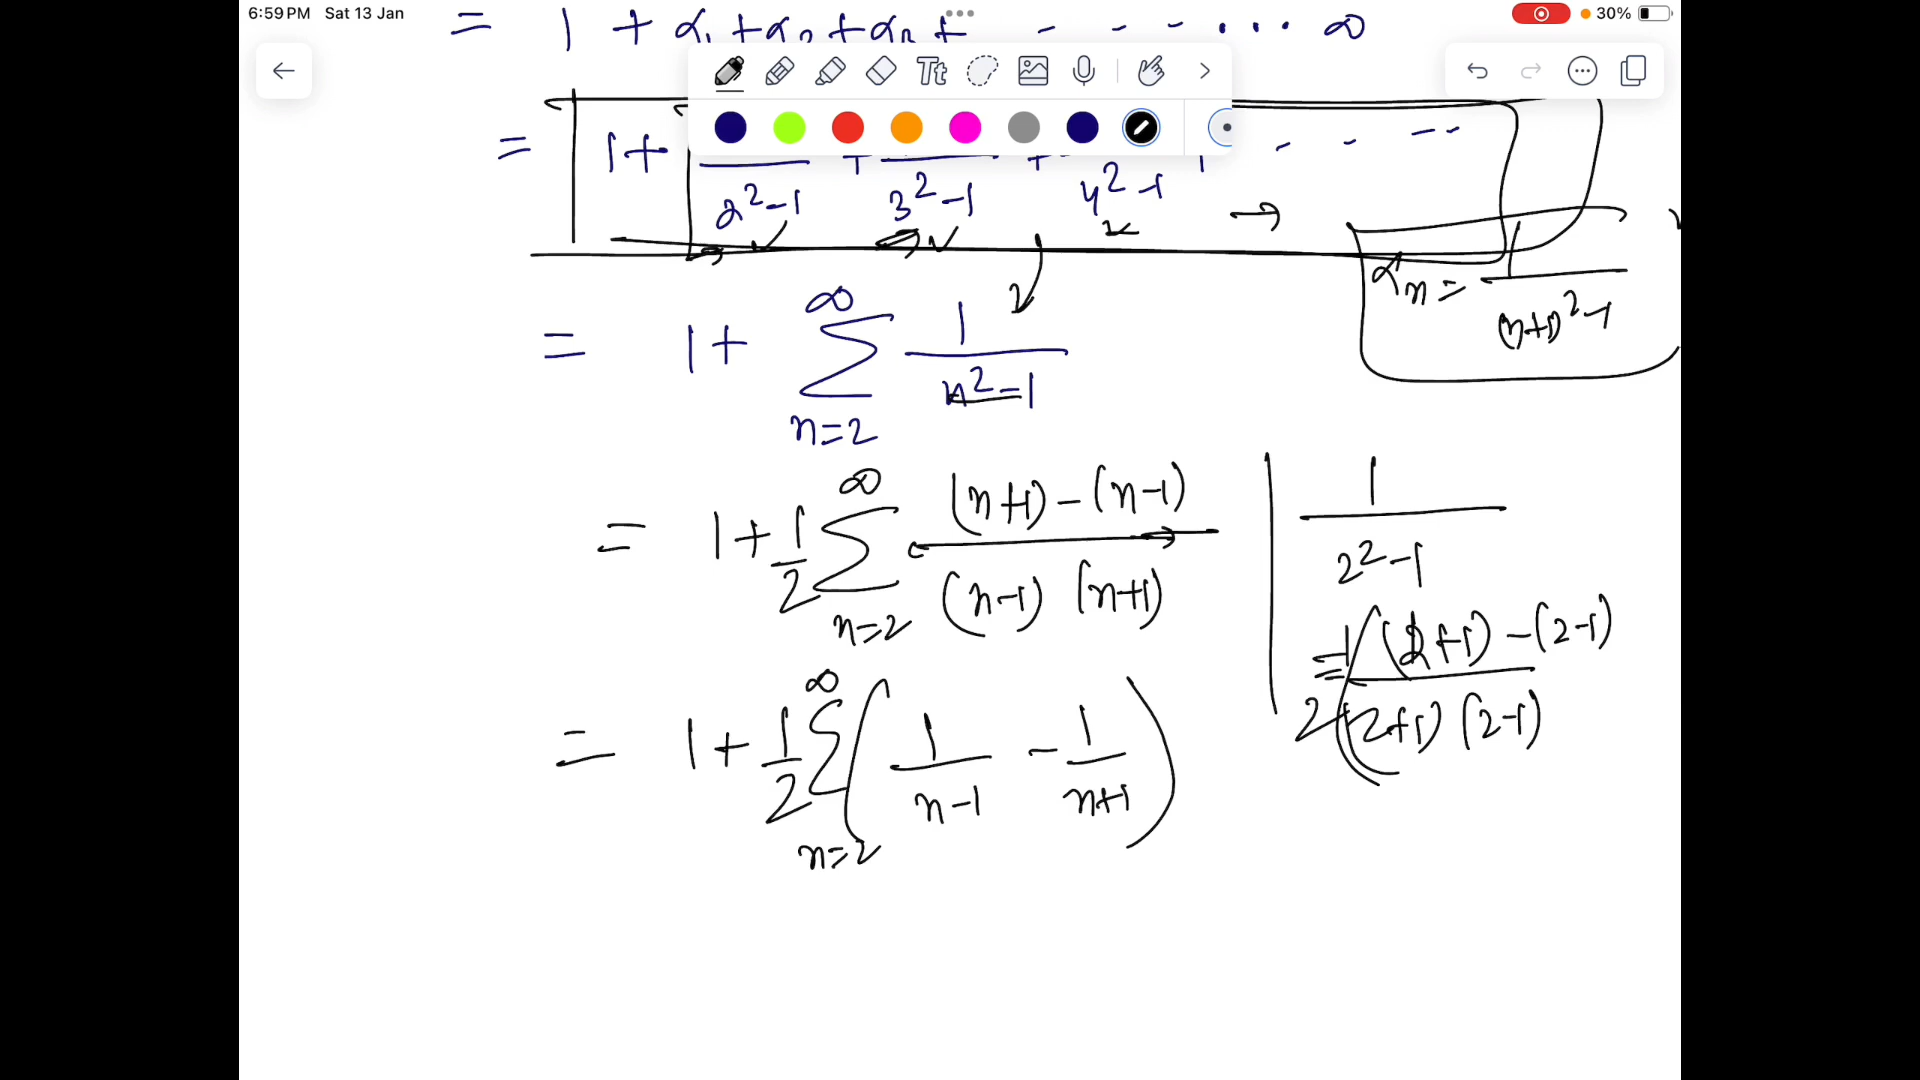 6:59 PM Sat 13 Jan 30%
= 1 + α₁ + α₂ + α₃ + - - - ... ∞
Tt
= 1 + 1/(2² - 1) + 1/(3² - 1) + 1/(4² - 1) + - - - -
αn = 1/((n+1)² - 1)
= 1 + ∞ Σ n=2 1/(n² - 1)
= 1 + 1/2 ∞ Σ n=2 ((n+1) - (n-1))/((n-1) (n+1))
1/(2² - 1)
= 1/2 ((2+1) - (2-1))/((2+1) (2-1))
= 1 + 1/2 ∞ Σ n=2 (1/(n-1) - 1/(n+1))